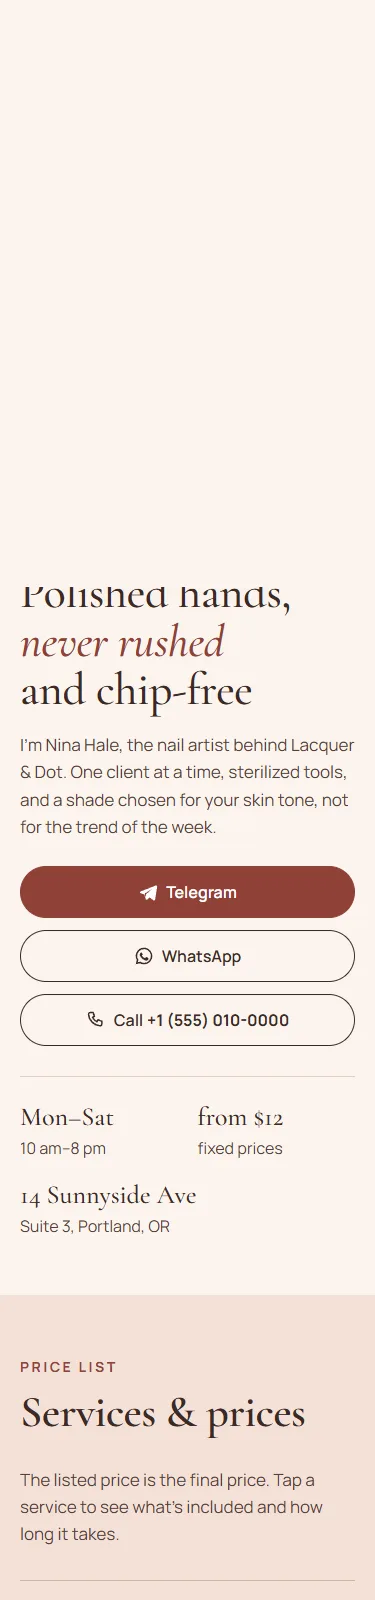 Polished hands,
never rushed
and chip-free
I'm Nina Hale, the nail artist behind Lacquer
& Dot. One client at a time, sterilized tools,
and a shade chosen for your skin tone, not
for the trend of the week.
Telegram
WhatsApp
Call +1 (555) 010-0000
Mon–Sat
10 am–8 pm
from $12
fixed prices
14 Sunnyside Ave
Suite 3, Portland, OR
PRICE LIST
Services & prices
The listed price is the final price. Tap a
service to see what's included and how
long it takes.